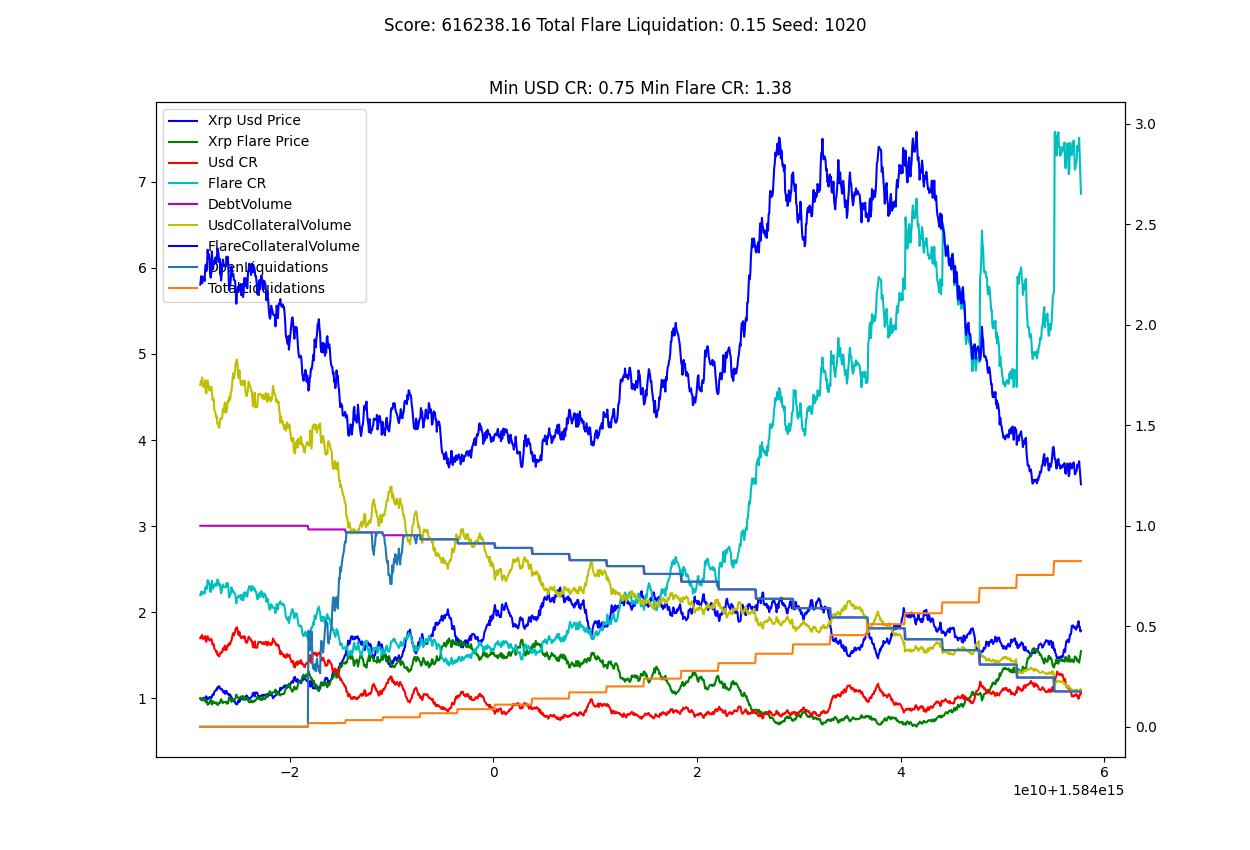 Score: 616238.16 Total Flare Liquidation: 0.15 Seed: 1020
Min USD CR: 0.75 Min Flare CR: 1.38
Xrp Usd Price
Xrp Flare Price
Usd CR
Flare CR
DebtVolume
UsdCollateralVolume
FlareCollateralVolume
OpenLiquidations
TotalLiquidations
7
6
5
4
3
2
1
3.0
2.5
2.0
1.5
1.0
0.5
0.0
−2
0
2
4
6
1e10+1.584e15